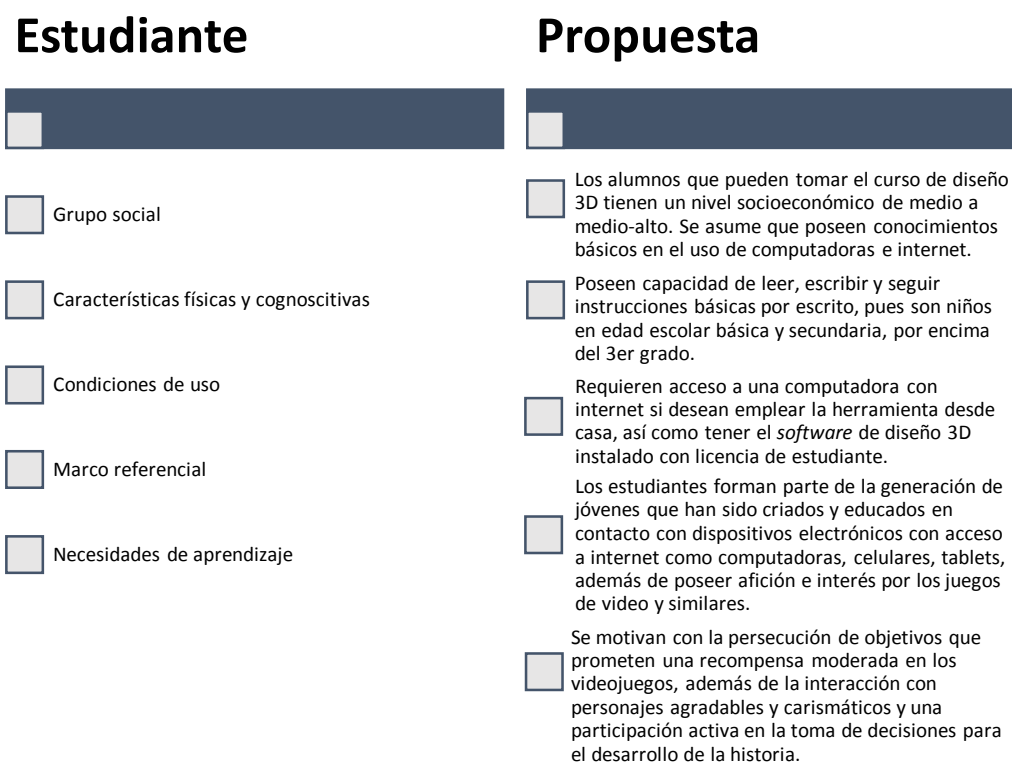 Estudiante
Grupo social
Características físicas y cognoscitivas
Condiciones de uso
Marco referencial
Necesidades de aprendizaje
Propuesta
Los alumnos que pueden tomar el curso de diseño
3D tienen un nivel socioeconómico de medio a
medio-alto. Se asume que poseen conocimientos
básicos en el uso de computadoras e internet.
Poseen capacidad de leer, escribir y seguir
instrucciones básicas por escrito, pues son niños
en edad escolar básica y secundaria, por encima
del 3er grado.
Requieren acceso a una computadora con
internet si desean emplear la herramienta desde
casa, así como tener el software de diseño 3D
instalado con licencia de estudiante.
Los estudiantes forman parte de la generación de
jóvenes que han sido criados y educados en
contacto con dispositivos electrónicos con acceso
a internet como computadoras, celulares, tablets,
además de poseer afición e interés por los juegos
de video y similares.
Se motivan con la persecución de objetivos que
prometen una recompensa moderada en los
videojuegos, además de la interacción con
personajes agradables y carismáticos y una
participación activa en la toma de decisiones para
el desarrollo de la historia.